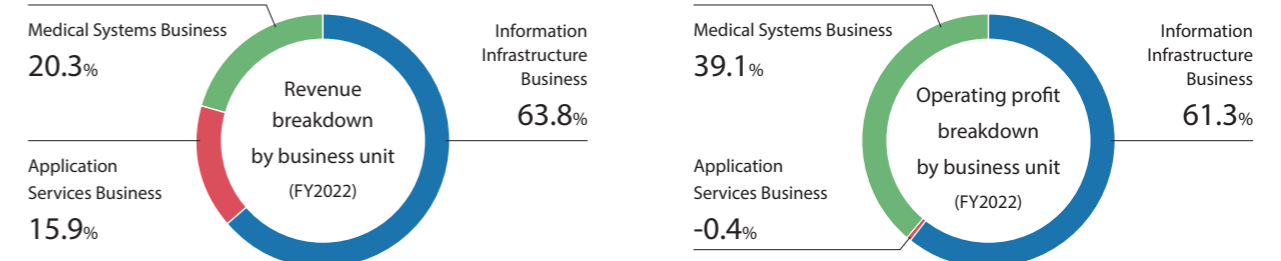 Medical Systems Business
20.3%
Application
Services Business
15.9%
Revenue
breakdown
by business unit
(FY2022)
Information
Infrastructure
Business
63.8%
Medical Systems Business
39.1%
Application
Services Business
-0.4%
Operating profit
breakdown
by business unit
(FY2022)
Information
Infrastructure
Business
61.3%